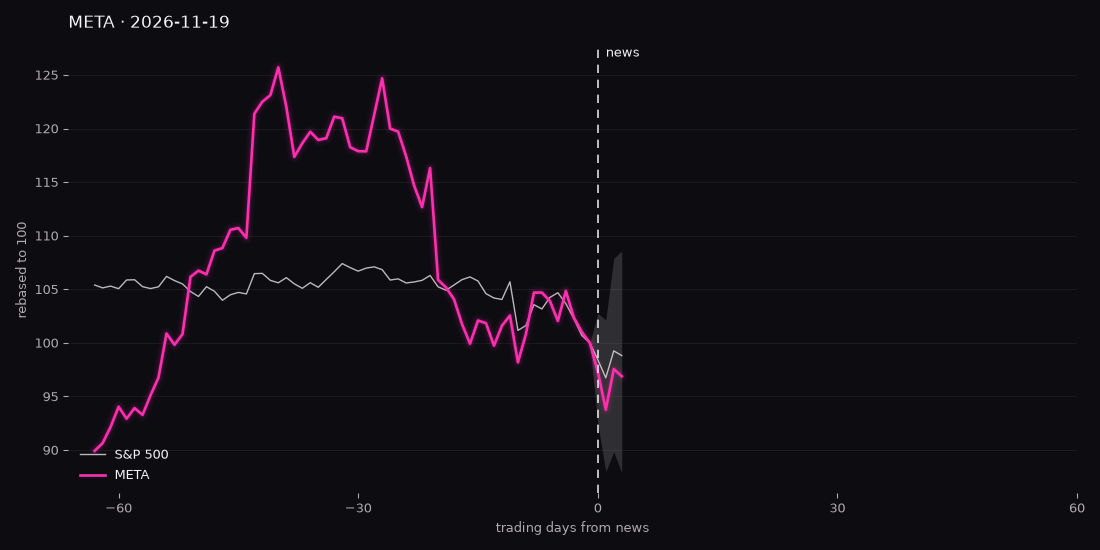 META · 2026-11-19
news
125
120
115
110
105
100
95
90
rebased to 100
S&P 500
META
−60
−30
0
30
60
trading days from news